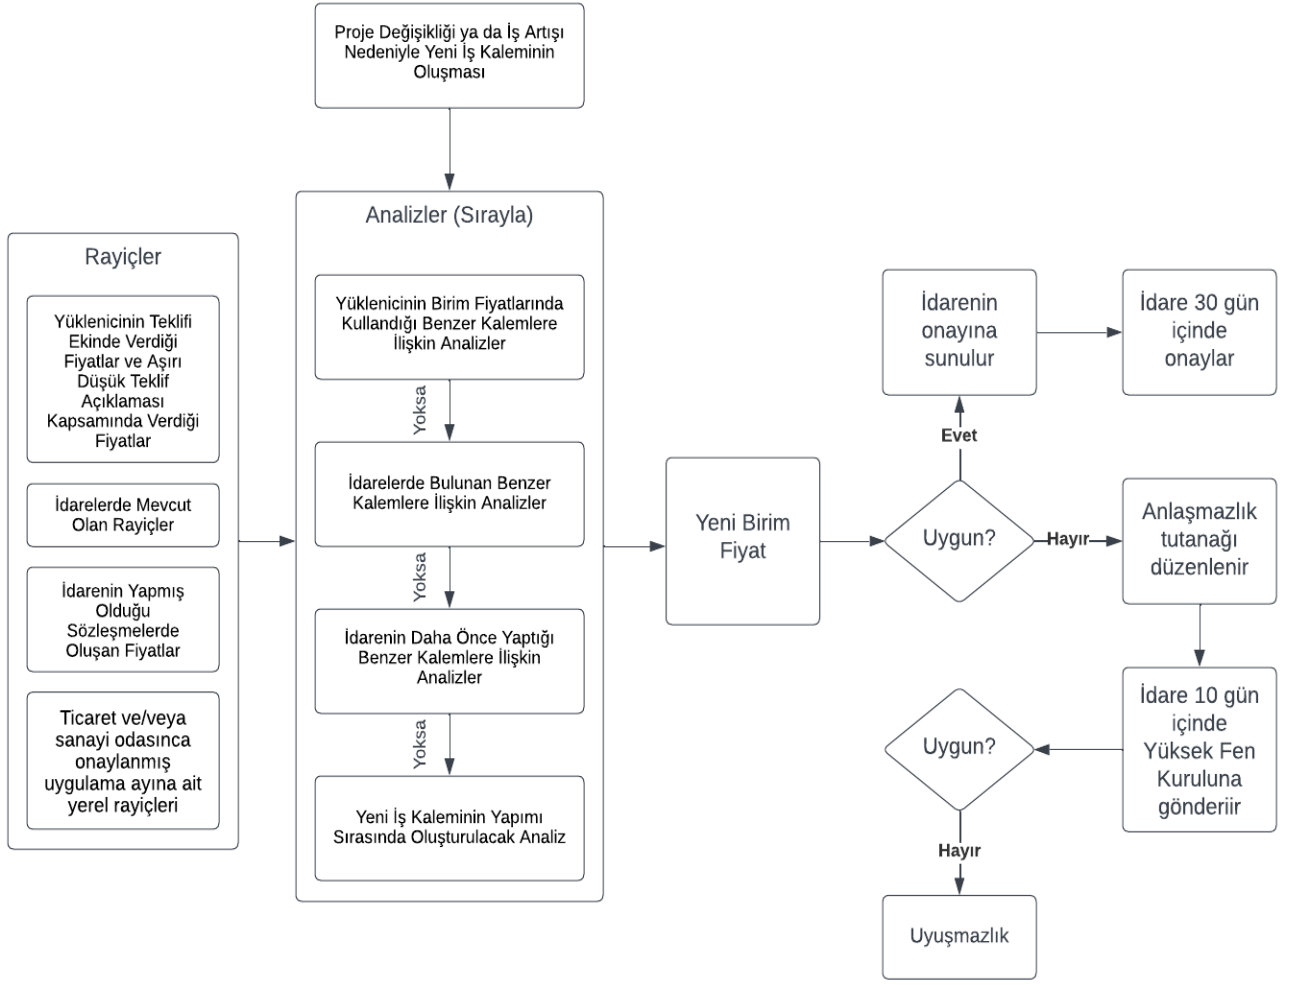 Proje Değişikliği ya da İş Artışı
Nedeniyle Yeni İş Kaleminin
Oluşması
Rayiçler
Yüklenicinin Teklifi
Ekinde Verdiği
Fiyatlar ve Aşırı
Düşük Teklif
Açıklaması
Kapsamında Verdiği
Fiyatlar
İdarelerde Mevcut
Olan Rayiçler
İdarenin Yapmış
Olduğu
Sözleşmelerde
Oluşan Fiyatlar
Ticaret ve/veya
sanayi odasınca
onaylanmış
uygulama ayına ait
yerel rayiçleri
Analizler (Sırayla)
Yüklenicinin Birim Fiyatlarında
Kullandığı Benzer Kalemlere
İlişkin Analizler
Yoksa
İdarelerde Bulunan Benzer
Kalemlere İlişkin Analizler
Yoksa
İdarenin Daha Önce Yaptığı
Benzer Kalemlere İlişkin
Analizler
Yoksa
Yeni İş Kaleminin Yapımı
Sırasında Oluşturulacak Analiz
Yeni Birim
Fiyat
Uygun?
Evet
İdarenin
onayına
sunulur
İdare 30 gün
içinde
onaylar
Hayır
Anlaşmazlık
tutanağı
düzenlenir
İdare 10 gün
içinde
Yüksek Fen
Kuruluna
gönderiir
Uygun?
Hayır
Uyuşmazlık